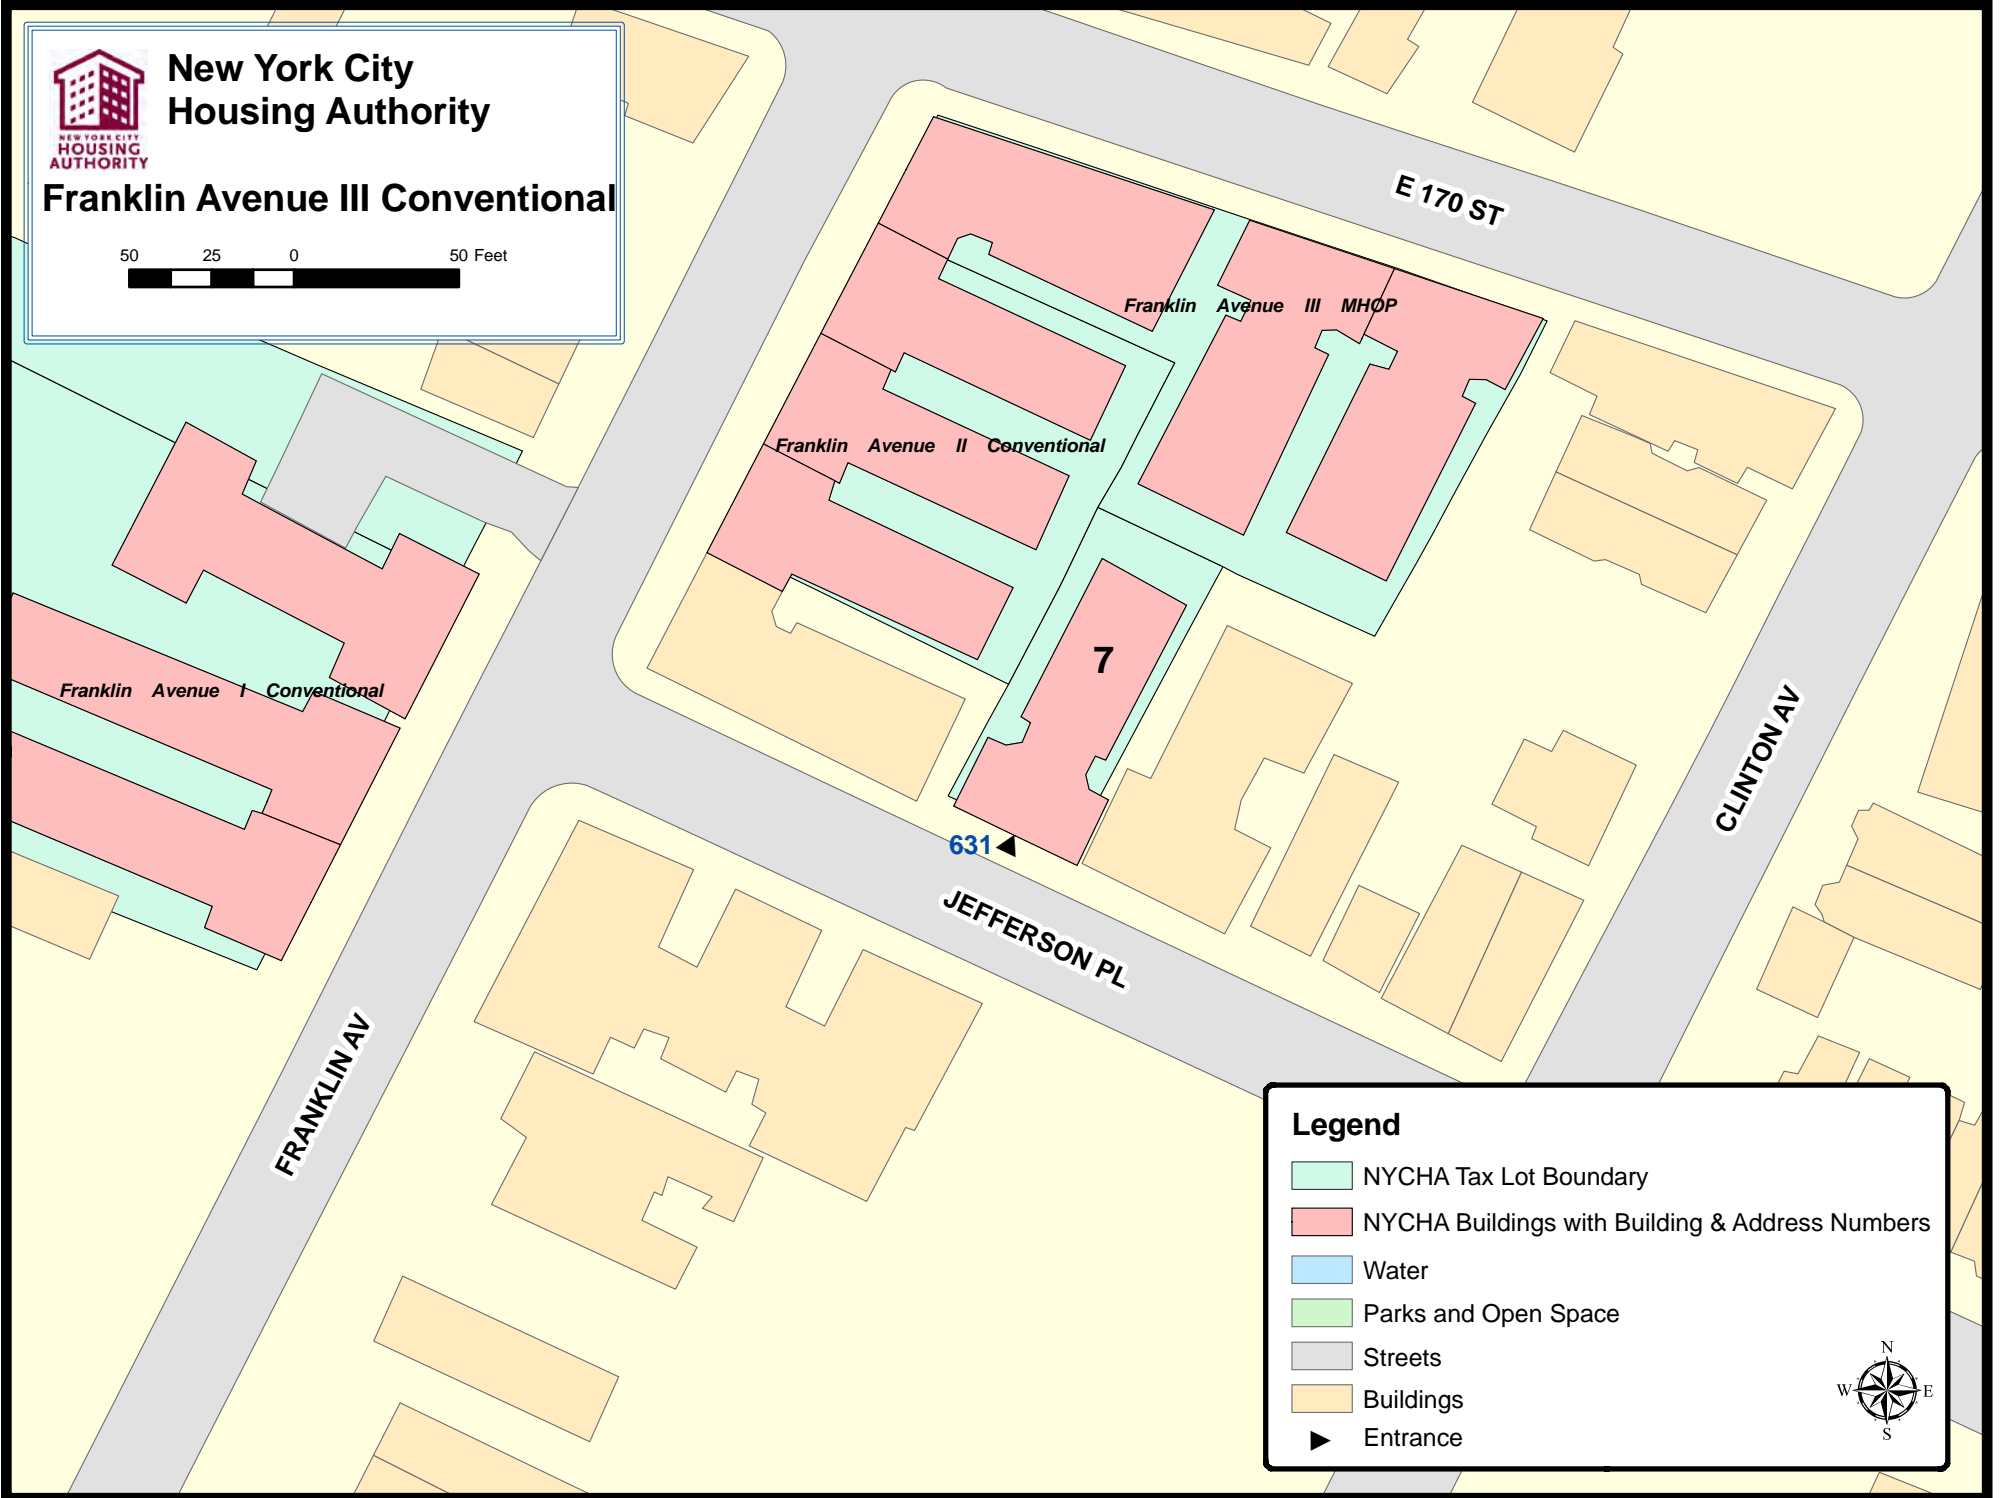 New York City
Housing Authority
NEW YORK CITY
HOUSING
AUTHORITY
Franklin Avenue III Conventional
50 25 0 50 Feet
E 170 ST
Franklin Avenue III MHOP
Franklin Avenue II Conventional
7
Franklin Avenue I Conventional
CLINTON AV
631
JEFFERSON PL
FRANKLIN AV
Legend
NYCHA Tax Lot Boundary
NYCHA Buildings with Building & Address Numbers
Water
Parks and Open Space
Streets
Buildings
Entrance
N
W E
S